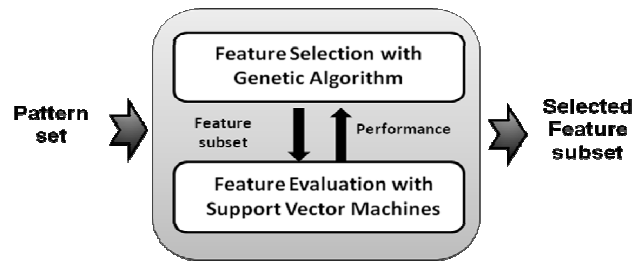 Pattern
set
Feature Selection with
Genetic Algorithm
Feature
subset
Performance
Feature Evaluation with
Support Vector Machines
Selected
Feature
subset